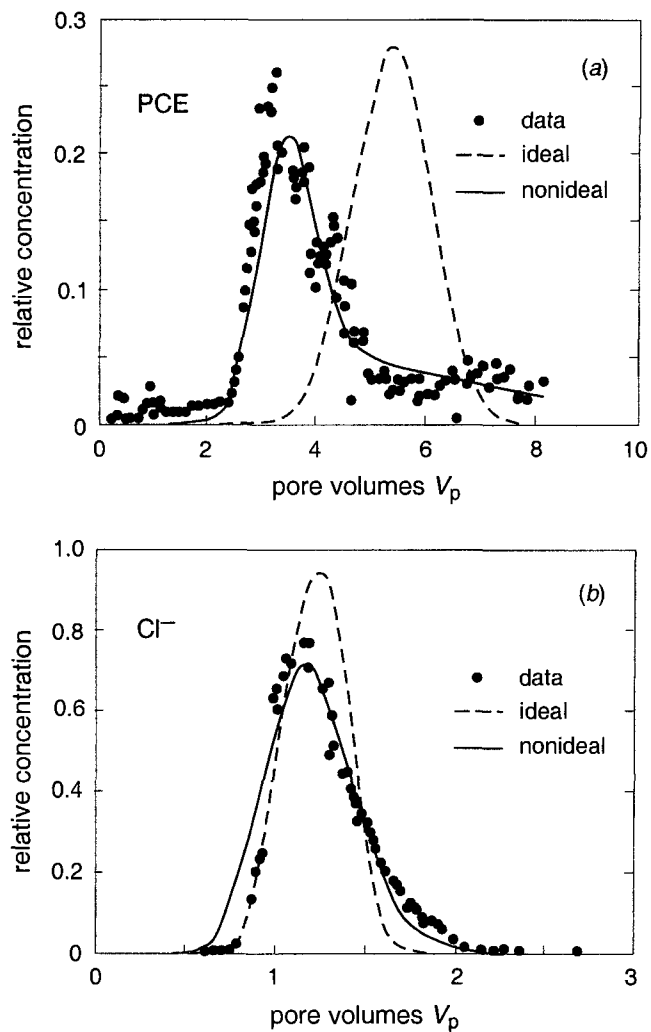 0.3
(a)
PCE
data
ideal
nonideal
0.2
relative concentration
0.1
0
0
2
4
6
8
10
pore volumes Vp
1.0
(b)
Cl−
0.8
data
ideal
nonideal
0.6
relative concentration
0.4
0.2
0
0
1
2
3
pore volumes Vp